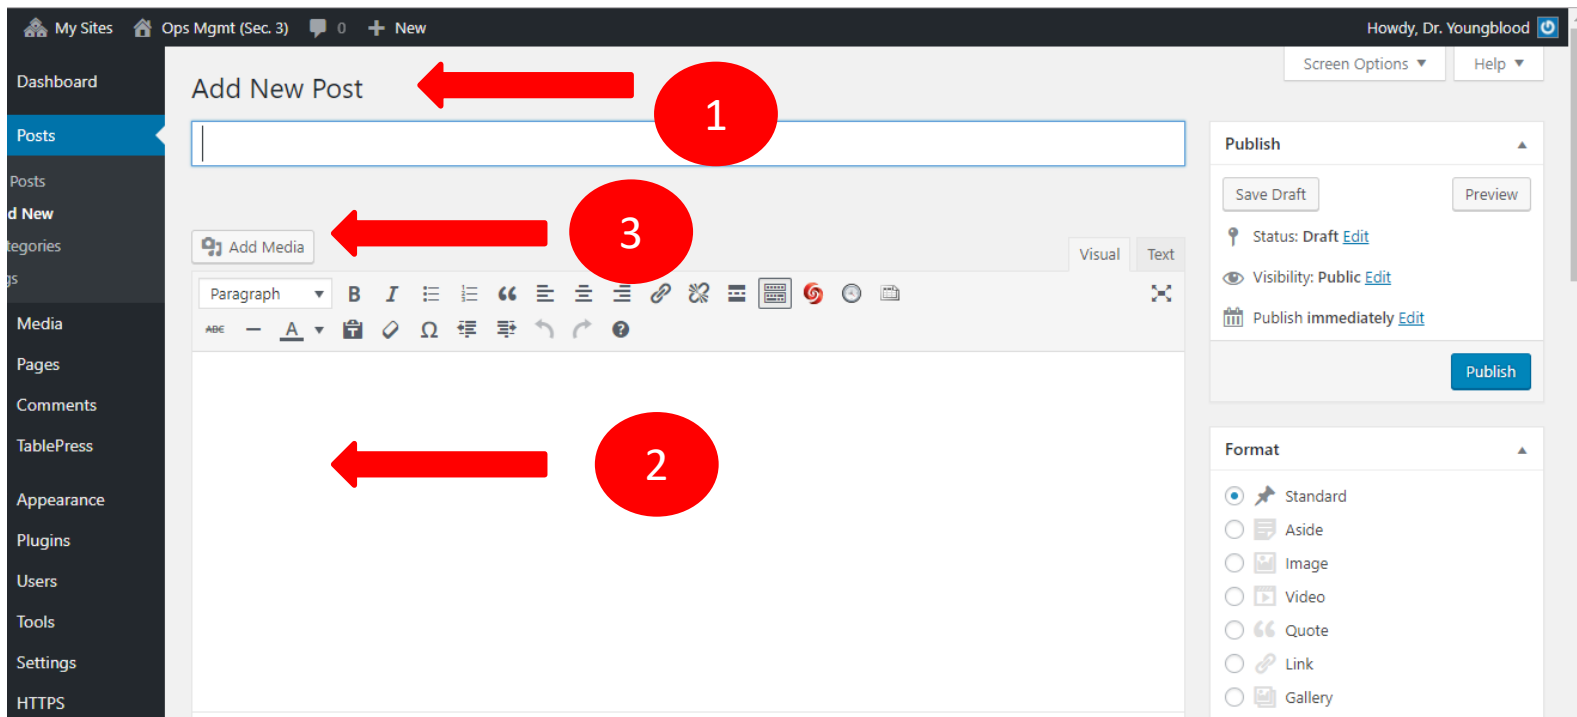 My Sites Ops Mgmt (Sec. 3) 0 New Howdy, Dr. Youngblood
Screen Options Help
Dashboard
Posts
Posts
d New
tegories
gs
Media
Pages
Comments
TablePress
Appearance
Plugins
Users
Tools
Settings
HTTPS
Add New Post
1
3
Add Media
Visual Text
Paragraph B I
ABE A Ω
2
Publish
Save Draft Preview
Status: Draft Edit
Visibility: Public Edit
Publish immediately Edit
Publish
Format
Standard
Aside
Image
Video
Quote
Link
Gallery